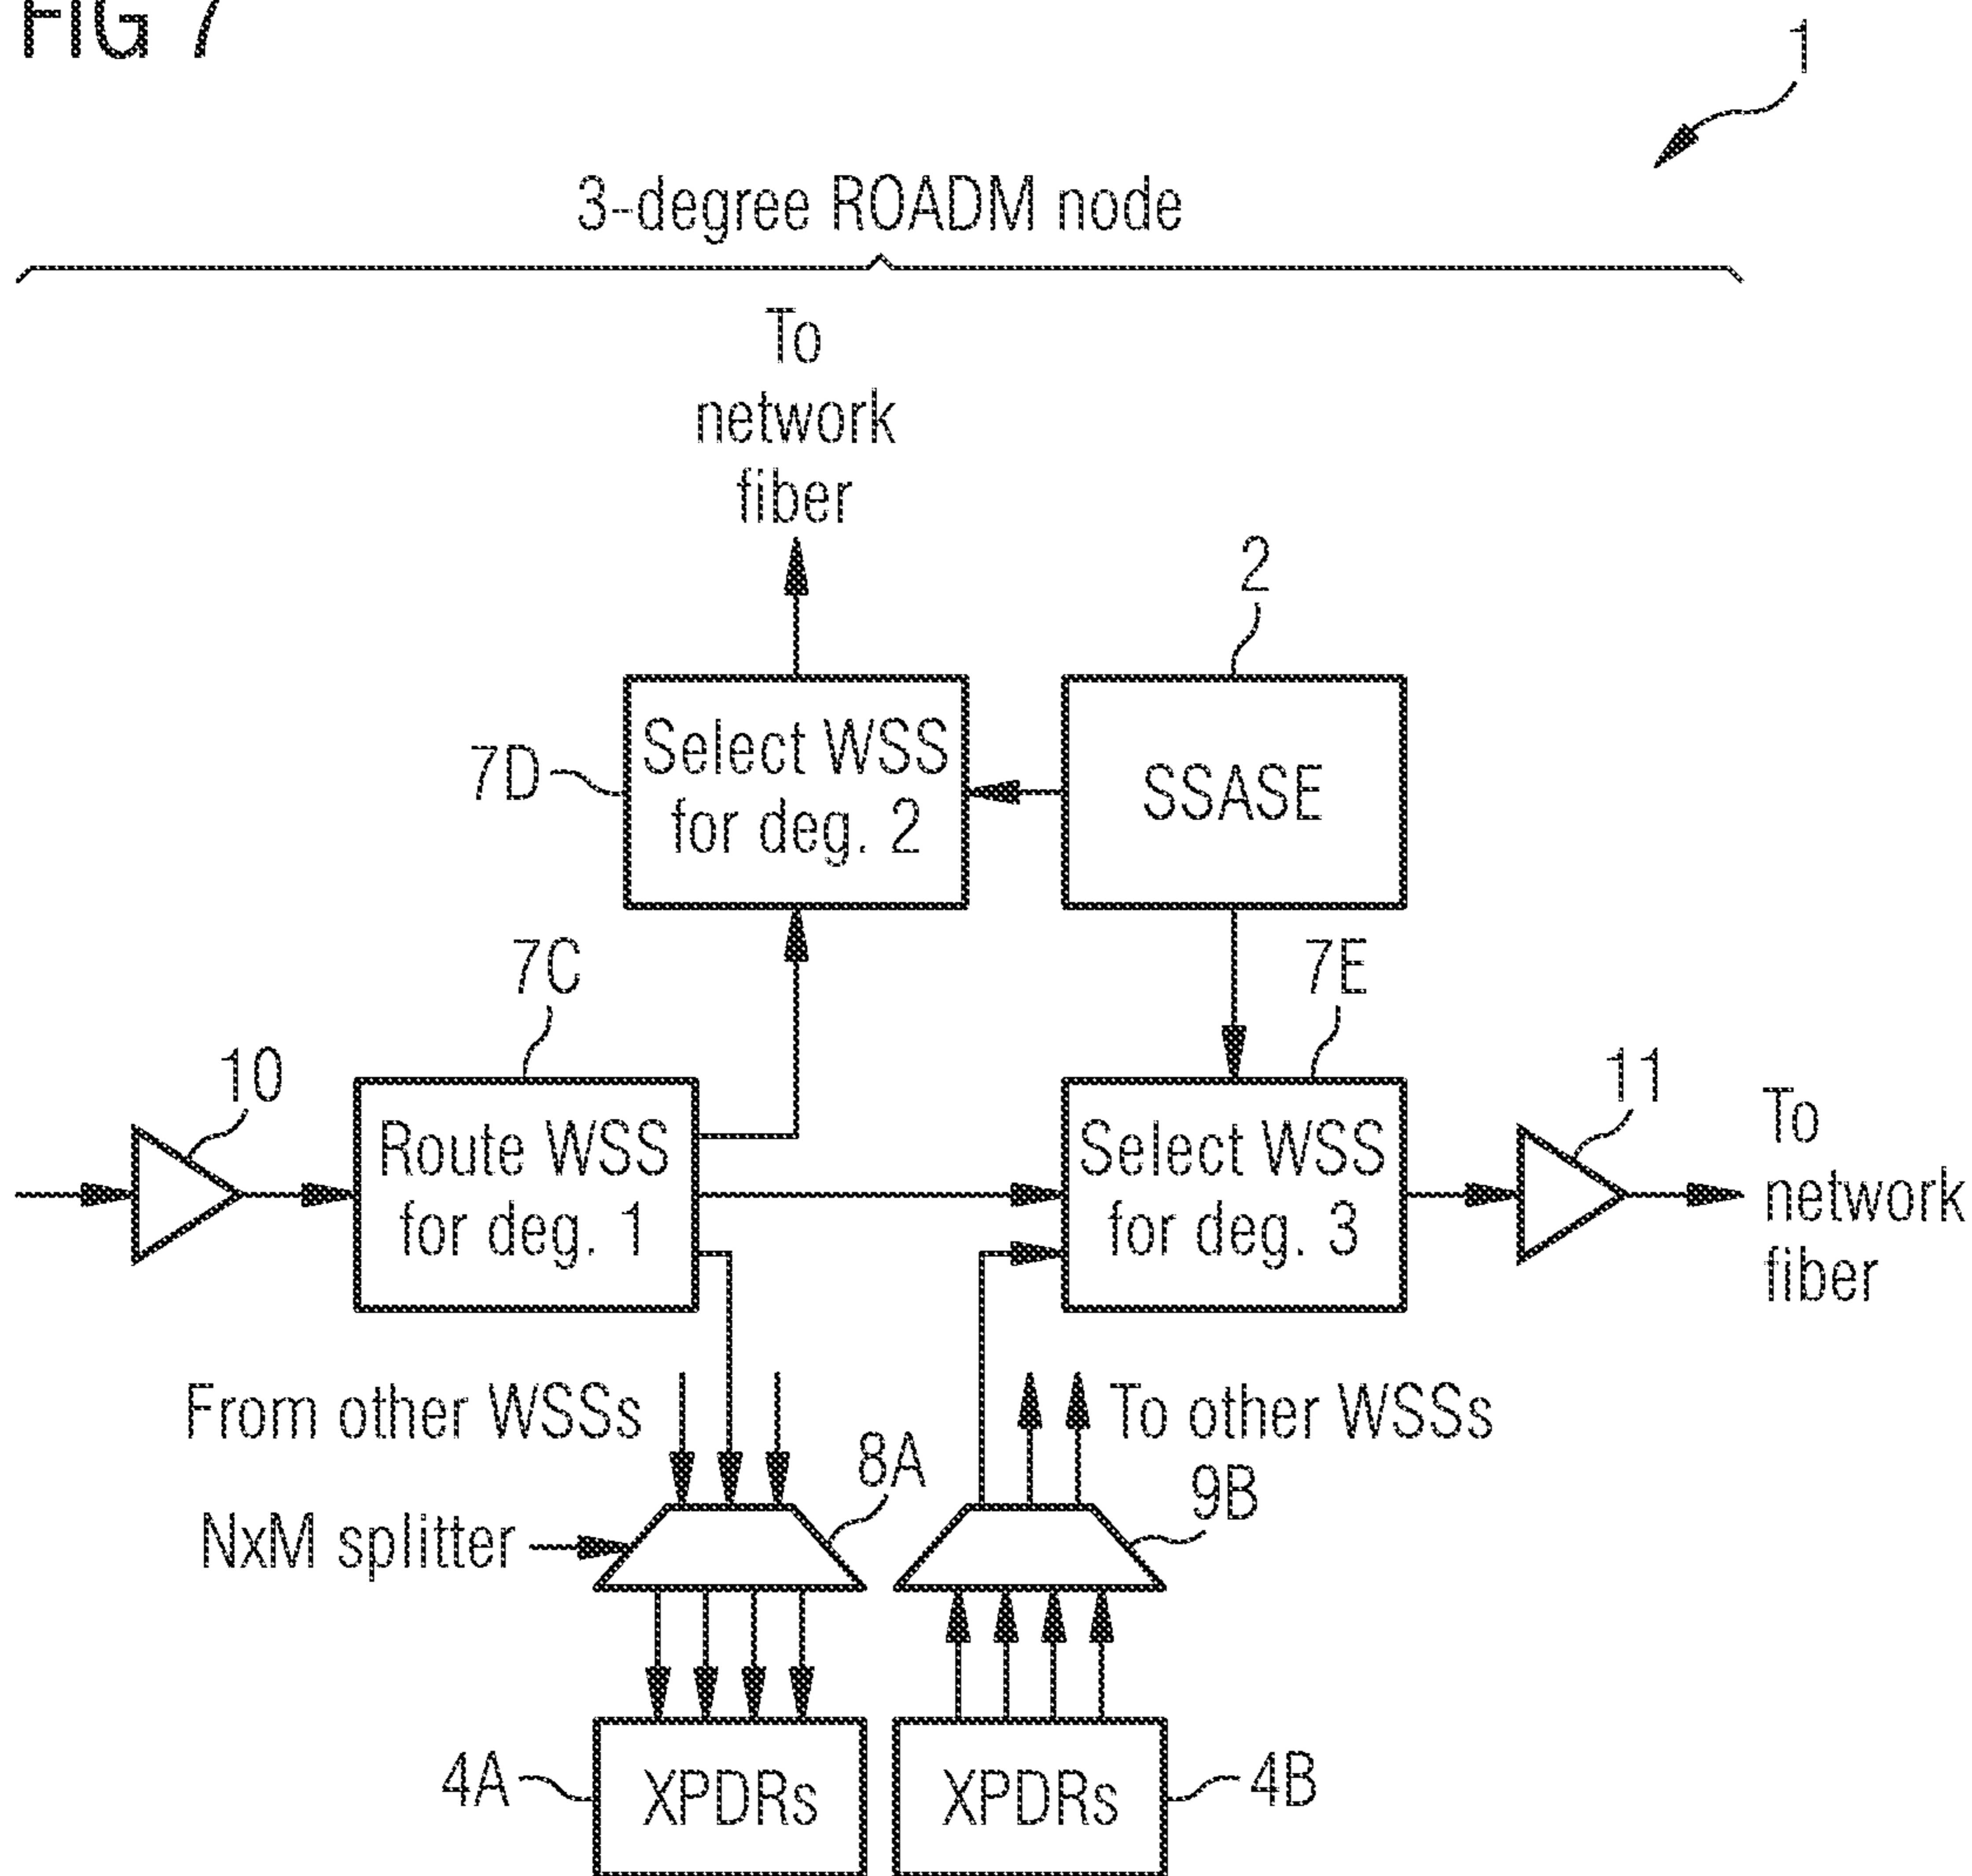 FIG 7
1
3-degree ROADM node
To
network
fiber
2
7D
Select WSS
for deg. 2
SSASE
7C
7E
10
Route WSS
for deg. 1
Select WSS
for deg. 3
11
To
network
fiber
From other WSSs
8A
To other WSSs
9B
NxM splitter
4A
XPDRs
XPDRs
4B